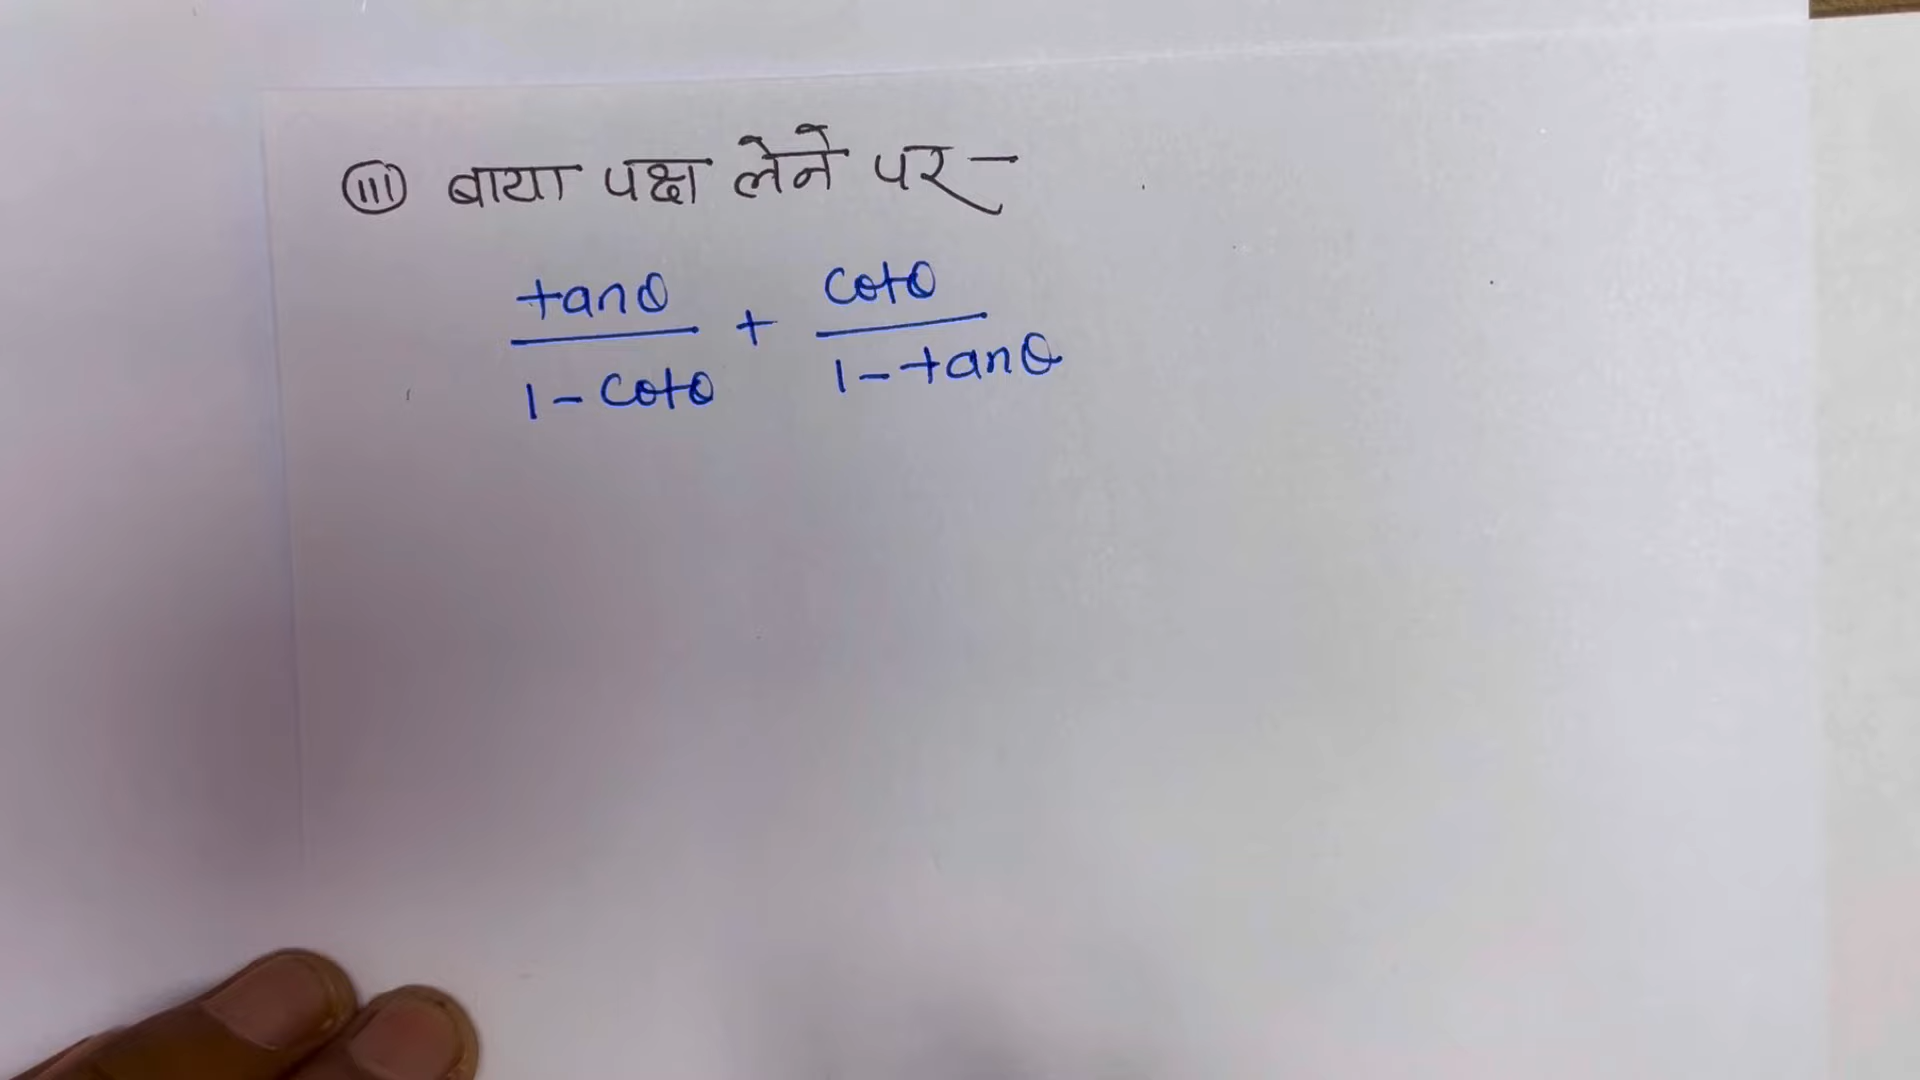 (iii) बाया पक्ष लेने पर –
tanθ/1-cotθ + cotθ/1-tanθ